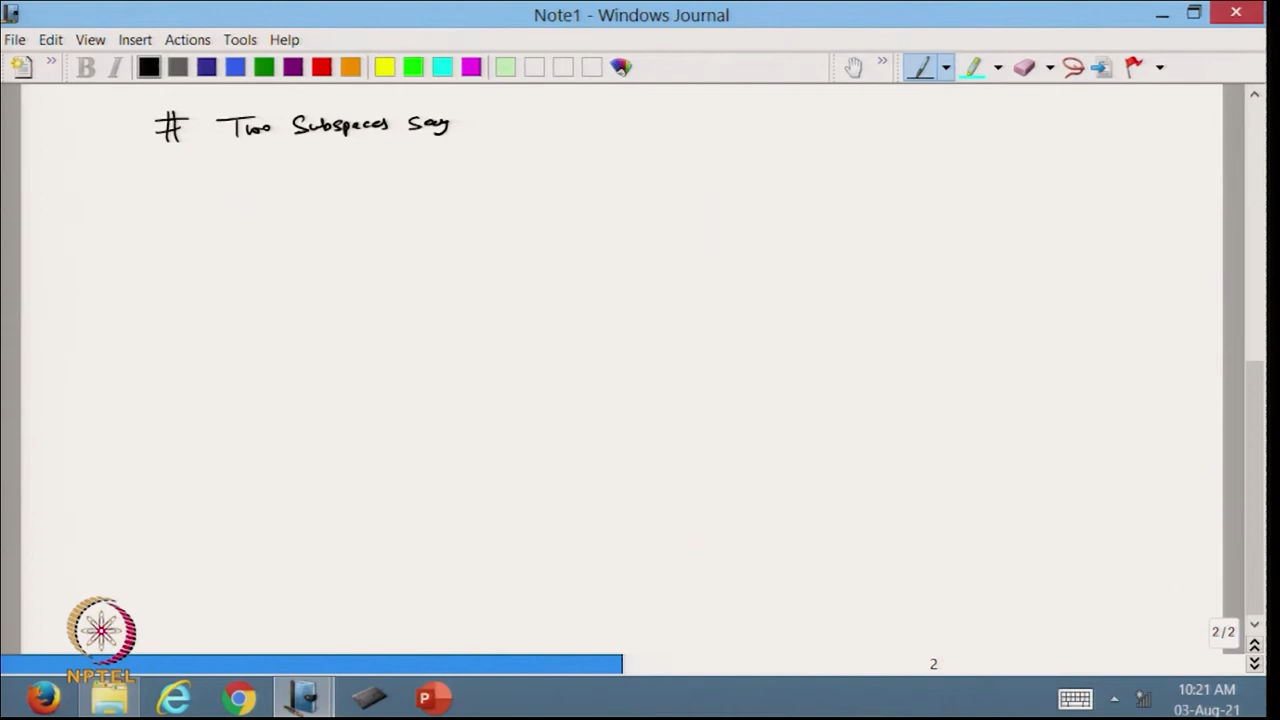 Note1 - Windows Journal
File Edit View Insert Actions Tools Help
B I
# Two Subspaces say
2/2
2
NPTEL
10:21 AM
03-Aug-21